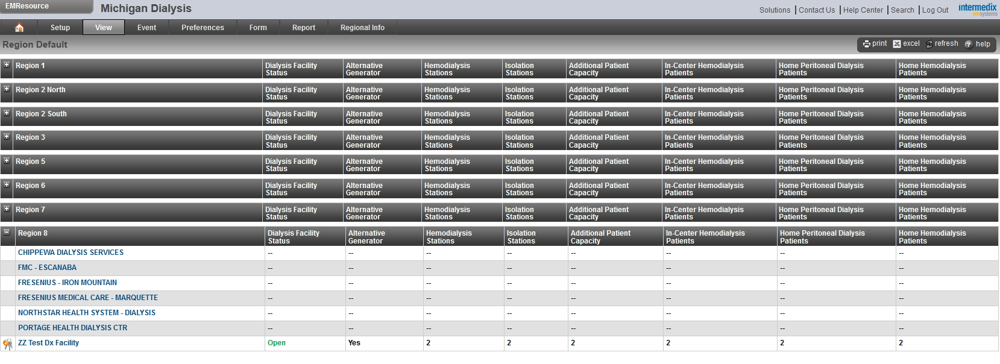 EMResource
Michigan Dialysis
Solutions Contact Us Help Center Search Log Out
intermedix
emsystems
Setup View Event Preferences Form Report Regional Info
Region Default
print excel refresh help
Region 1 Dialysis Facility Status Alternative Generator Hemodialysis Stations Isolation Stations Additional Patient Capacity In-Center Hemodialysis Patients Home Peritoneal Dialysis Patients Home Hemodialysis Patients
Region 2 North Dialysis Facility Status Alternative Generator Hemodialysis Stations Isolation Stations Additional Patient Capacity In-Center Hemodialysis Patients Home Peritoneal Dialysis Patients Home Hemodialysis Patients
Region 2 South Dialysis Facility Status Alternative Generator Hemodialysis Stations Isolation Stations Additional Patient Capacity In-Center Hemodialysis Patients Home Peritoneal Dialysis Patients Home Hemodialysis Patients
Region 3 Dialysis Facility Status Alternative Generator Hemodialysis Stations Isolation Stations Additional Patient Capacity In-Center Hemodialysis Patients Home Peritoneal Dialysis Patients Home Hemodialysis Patients
Region 5 Dialysis Facility Status Alternative Generator Hemodialysis Stations Isolation Stations Additional Patient Capacity In-Center Hemodialysis Patients Home Peritoneal Dialysis Patients Home Hemodialysis Patients
Region 6 Dialysis Facility Status Alternative Generator Hemodialysis Stations Isolation Stations Additional Patient Capacity In-Center Hemodialysis Patients Home Peritoneal Dialysis Patients Home Hemodialysis Patients
Region 7 Dialysis Facility Status Alternative Generator Hemodialysis Stations Isolation Stations Additional Patient Capacity In-Center Hemodialysis Patients Home Peritoneal Dialysis Patients Home Hemodialysis Patients
Region 8 Dialysis Facility Status Alternative Generator Hemodialysis Stations Isolation Stations Additional Patient Capacity In-Center Hemodialysis Patients Home Peritoneal Dialysis Patients Home Hemodialysis Patients
CHIPPEWA DIALYSIS SERVICES -- -- -- -- -- -- -- --
FMC - ESCANABA -- -- -- -- -- -- -- --
FRESENIUS - IRON MOUNTAIN -- -- -- -- -- -- -- --
FRESENIUS MEDICAL CARE - MARQUETTE -- -- -- -- -- -- -- --
NORTHSTAR HEALTH SYSTEM - DIALYSIS -- -- -- -- -- -- -- --
PORTAGE HEALTH DIALYSIS CTR -- -- -- -- -- -- -- --
ZZ Test Dx Facility Open Yes 2 2 2 2 2 2